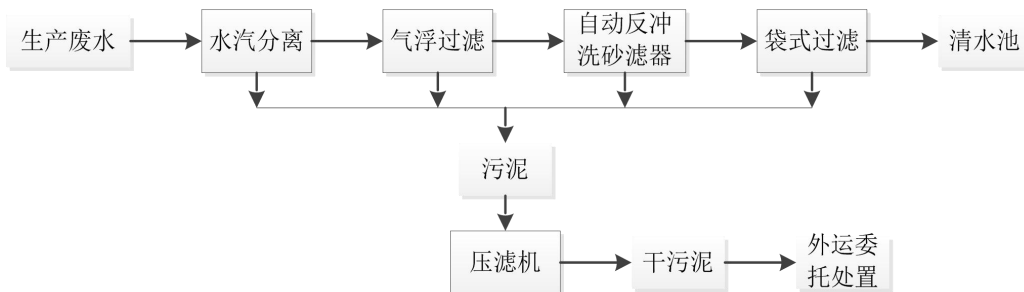 生产废水
水汽分离
气浮过滤
自动反冲
洗砂滤器
袋式过滤
清水池
污泥
压滤机
干污泥
外运委
托处置